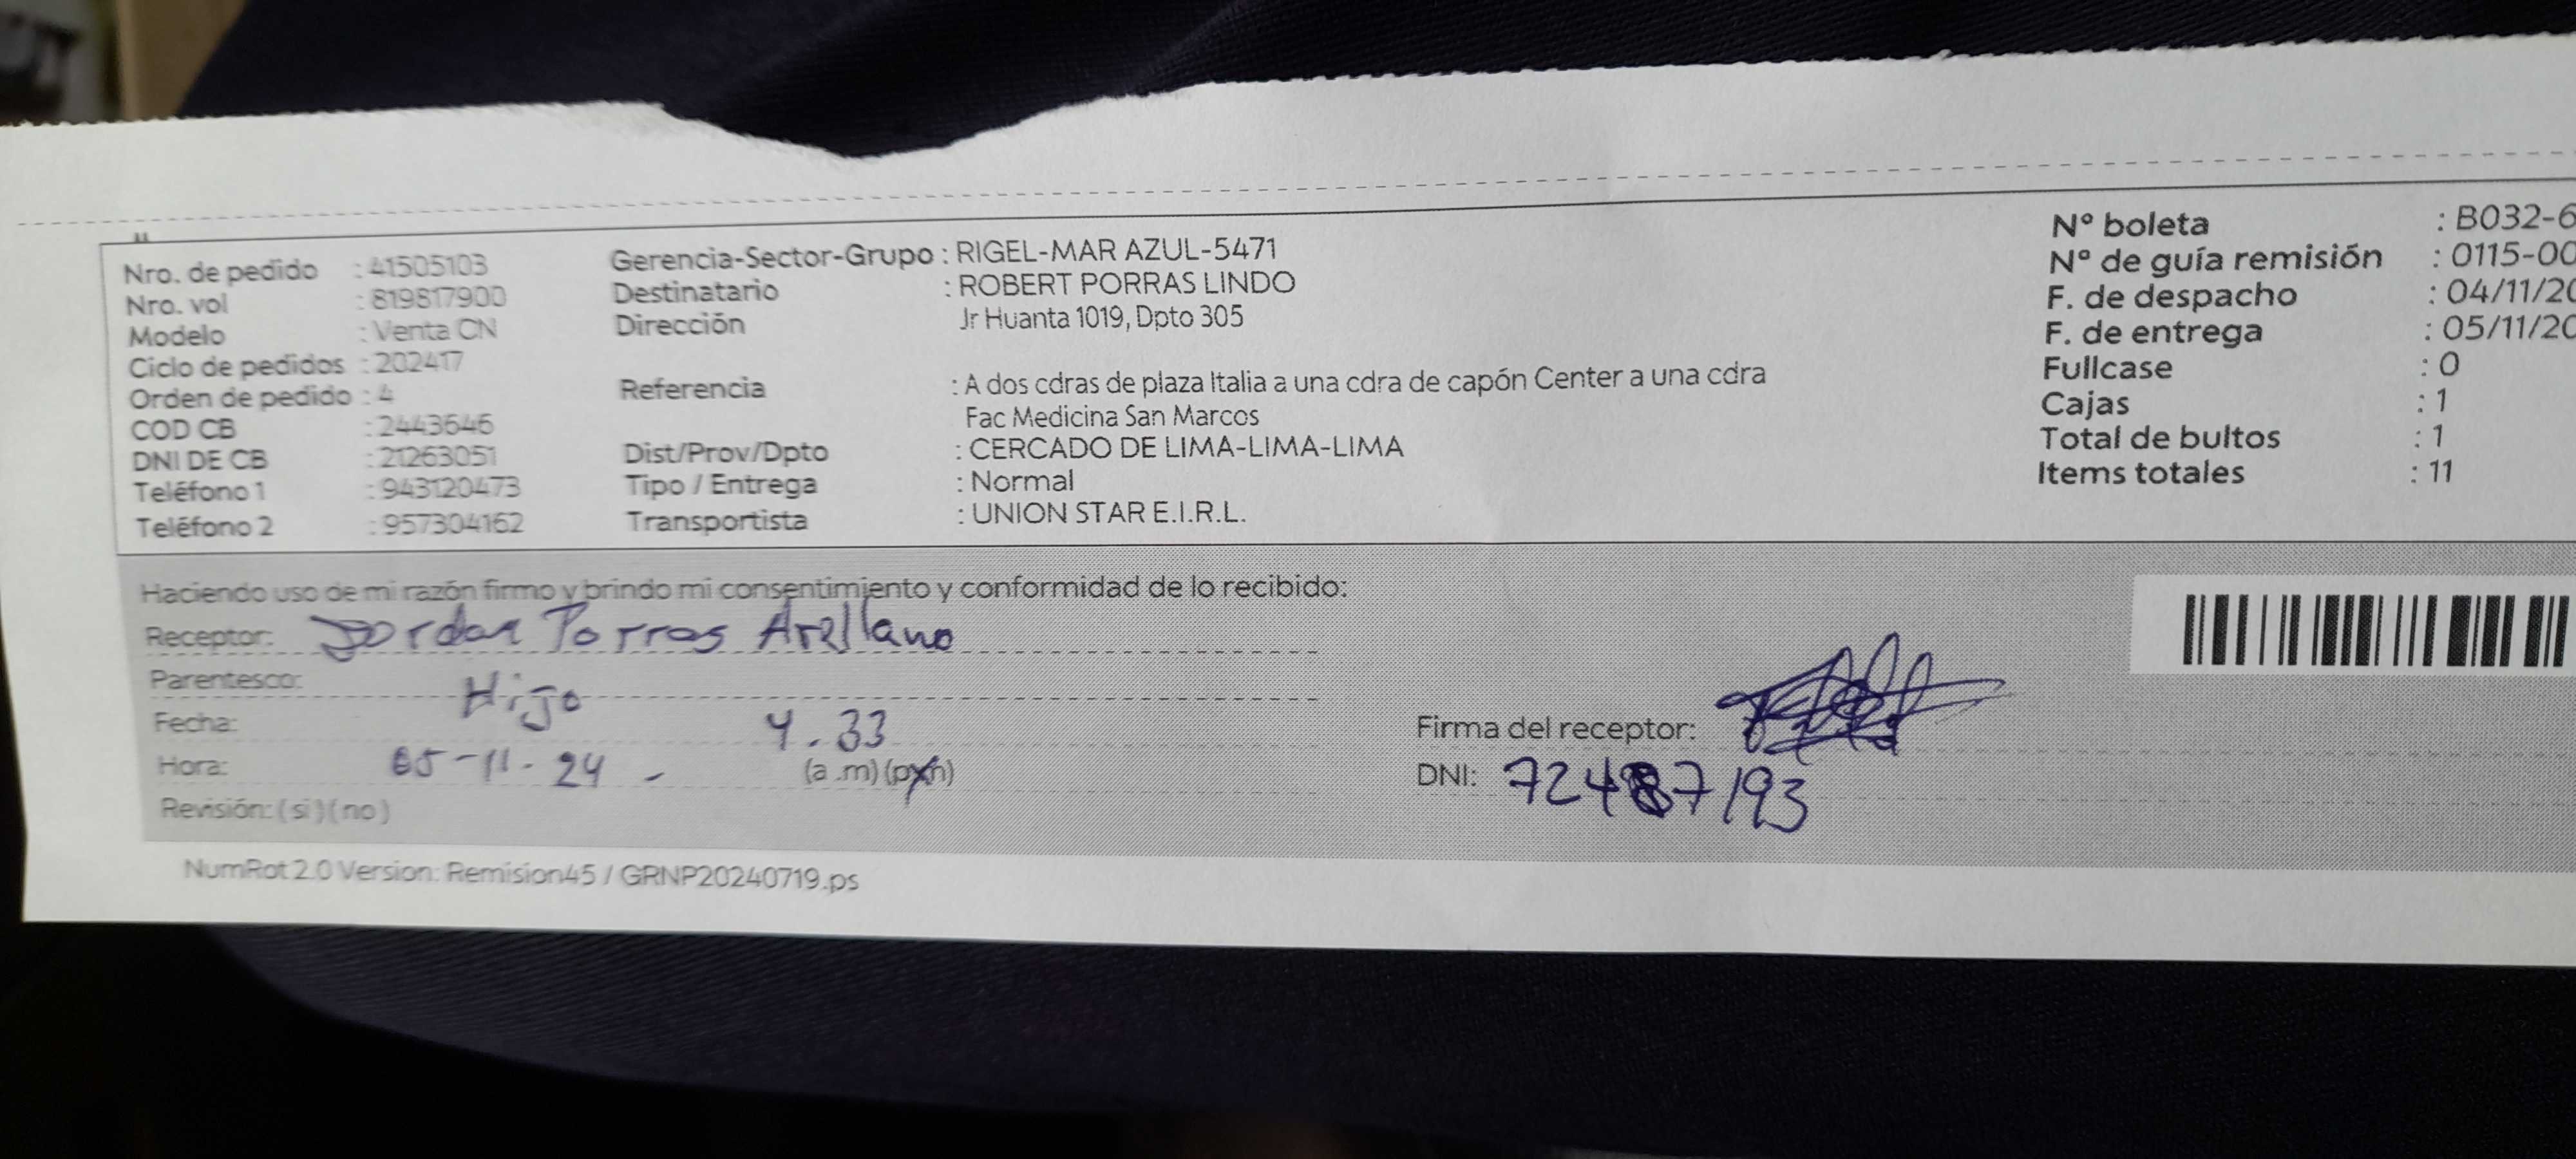 Nro. de pedido : 41505103
Nro. vol : 819817900
Modelo : Venta CN
Ciclo de pedidos : 202417
Orden de pedido : 4
COD CB : 2443646
DNI DE CB : 21263051
Teléfono 1 : 943120473
Teléfono 2 : 957304162
Gerencia-Sector-Grupo : RIGEL-MAR AZUL-5471
Destinatario : ROBERT PORRAS LINDO
Dirección Jr Huanta 1019, Dpto 305
Referencia : A dos cdras de plaza Italia a una cdra de capón Center a una cdra
Fac Medicina San Marcos
Dist/Prov/Dpto : CERCADO DE LIMA-LIMA-LIMA
Tipo / Entrega : Normal
Transportista : UNION STAR E.I.R.L.
Nº boleta : B032-6
Nº de guía remisión : 0115-00
F. de despacho : 04/11/20
F. de entrega : 05/11/20
Fullcase : 0
Cajas : 1
Total de bultos : 1
Items totales : 11
Haciendo uso de mi razón firmo y brindo mi consentimiento y conformidad de lo recibido:
Receptor: Jordan Porras Arellano
Parentesco: Hijo
Fecha: 4.33
Hora: 05-11-24 - (a .m) (p.m)
Revisión: ( si ) ( no )
Firma del receptor:
DNI: 72487193
NumRot 2.0 Version: Remision45 / GRNP20240719.ps